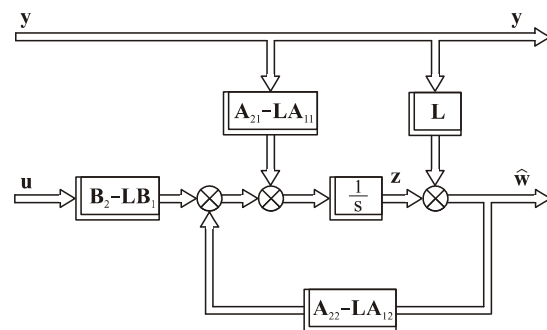 y y
A₂₁–LA₁₁ L
u B₂–LB₁ 1/s z ŵ
A₂₂–LA₁₂